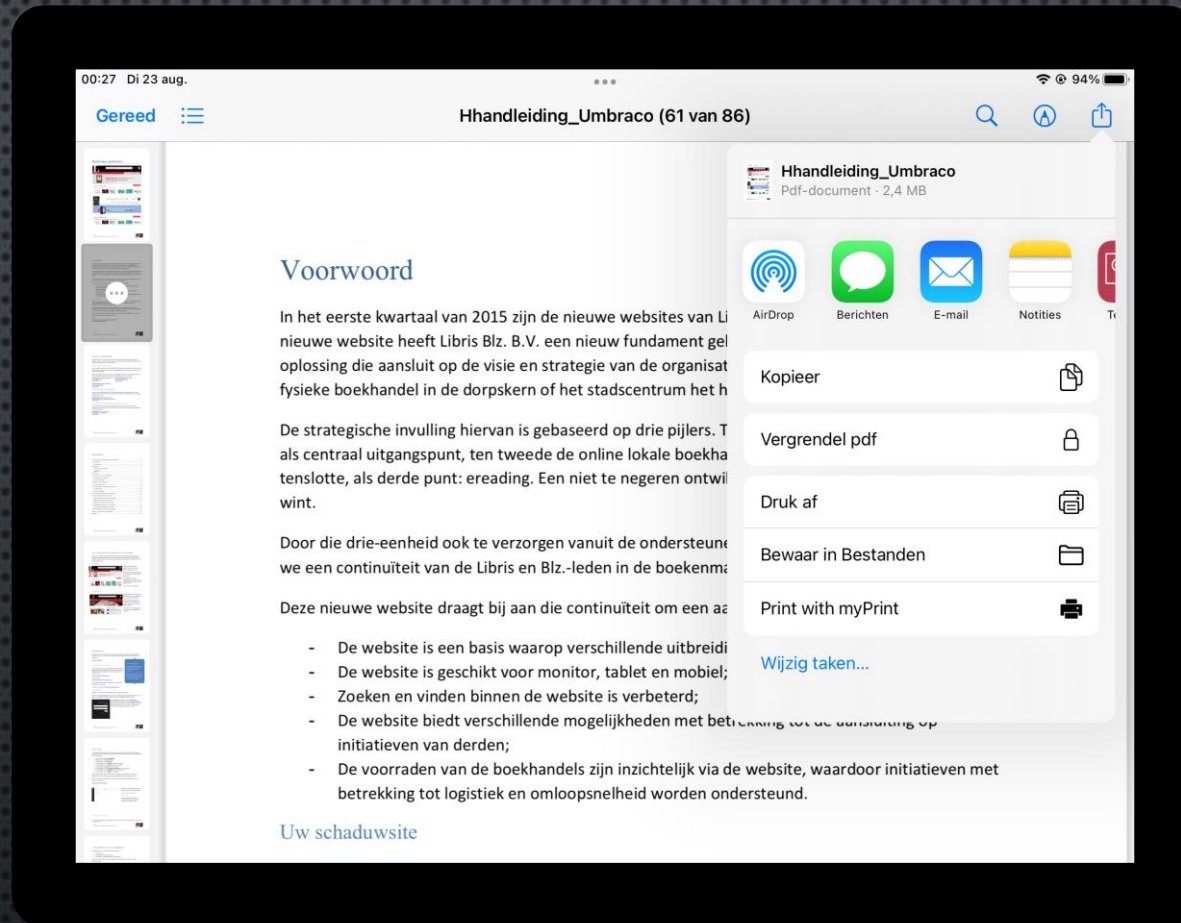 00:27 Di 23 aug.
94%
Gereed
Hhandleiding_Umbraco (61 van 86)
Hhandleiding_Umbraco
Pdf-document · 2,4 MB
AirDrop
Berichten
E-mail
Notities
Kopieer
Vergrendel pdf
Druk af
Bewaar in Bestanden
Print with myPrint
Wijzig taken...
Voorwoord
In het eerste kwartaal van 2015 zijn de nieuwe websites van
nieuwe website heeft Libris Blz. B.V. een nieuw fundament
oplossing die aansluit op de visie en strategie van de
fysieke boekhandel in de dorpskern of het stadscentrum het
De strategische invulling hiervan is gebaseerd op drie pijlers.
als centraal uitgangspunt, ten tweede de online lokale
tenslotte, als derde punt: ereading. Een niet te negeren
wint.
Door die drie-eenheid ook te verzorgen vanuit de
we een continuïteit van de Libris en Blz.-leden in de
Deze nieuwe website draagt bij aan die continuïteit om een
- De website is een basis waarop verschillende
- De website is geschikt voor monitor, tablet en mobiel;
- Zoeken en vinden binnen de website is verbeterd;
- De website biedt verschillende mogelijkheden met betrekking tot de aansluiting op
initiatieven van derden;
- De voorraden van de boekhandels zijn inzichtelijk via de website, waardoor initiatieven met
betrekking tot logistiek en omloopsnelheid worden ondersteund.
Uw schaduwsite